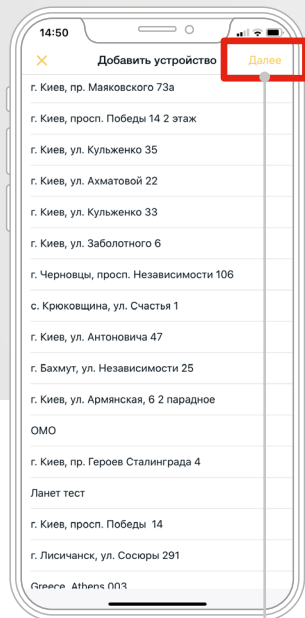 14:50
Добавить устройство
Далее
г. Киев, пр. Маяковского 73а
г. Киев, просп. Победы 14 2 этаж
г. Киев, ул. Кульженко 35
г. Киев, ул. Ахматовой 22
г. Киев, ул. Кульженко 33
г. Киев, ул. Заболотного 6
г. Черновцы, просп. Независимости 106
с. Крюковщина, ул. Счастья 1
г. Киев, ул. Антоновича 47
г. Бахмут, ул. Независимости 25
г. Киев, ул. Армянская, 6 2 парадное
ОМО
г. Киев, пр. Героев Сталинграда 4
Ланет тест
г. Киев, просп. Победы 14
г. Лисичанск, ул. Сосюры 291
Greece, Athens 003